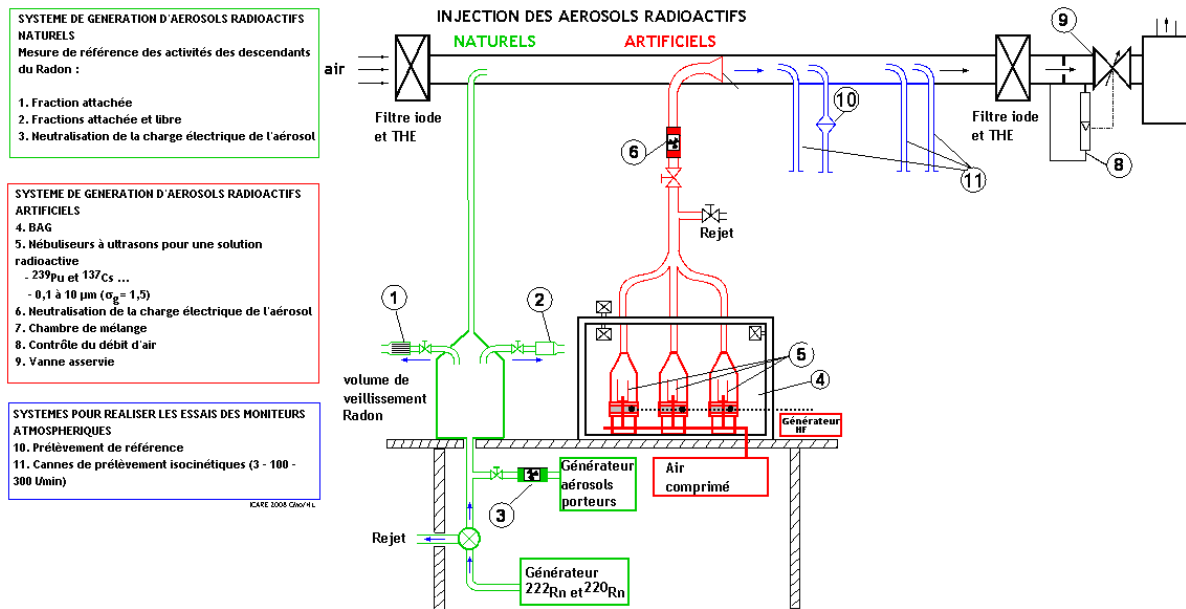 SYSTEME DE GENERATION D'AEROSOLS RADIOACTIFS
NATURELS
Mesure de référence des activités des descendants
du Radon :
1. Fraction attachée
2. Fractions attachée et libre
3. Neutralisation de la charge électrique de l'aérosol
SYSTEME DE GENERATION D'AEROSOLS RADIOACTIFS
ARTIFICIELS
4. BAG
5. Nébuliseurs à ultrasons pour une solution
radioactive
- 239Pu et 137Cs ...
- 0,1 à 10 µm (σg= 1,5)
6. Neutralisation de la charge électrique de l'aérosol
7. Chambre de mélange
8. Contrôle du débit d'air
9. Vanne asservie
SYSTEMES POUR REALISER LES ESSAIS DES MONITEURS
ATMOSPHERIQUES
10. Prélèvement de référence
11. Cannes de prélèvement isocinétiques (3 - 100 -
300 l/min)
INJECTION DES AEROSOLS RADIOACTIFS
NATURELS
ARTIFICIELS
air
Filtre iode
et THE
Filtre iode
et THE
9
10
6
8
11
Rejet
1
2
5
4
volume de
veillissement
Radon
Générateur
HF
Générateur
aérosols
porteurs
Air
comprimé
3
Rejet
Générateur
222Rn et 220Rn